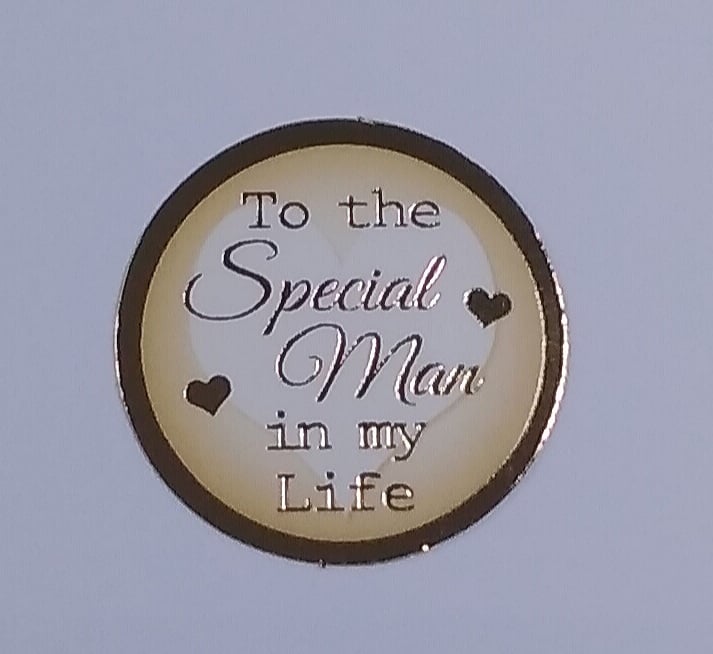 To the
Special
Man
in my
Life